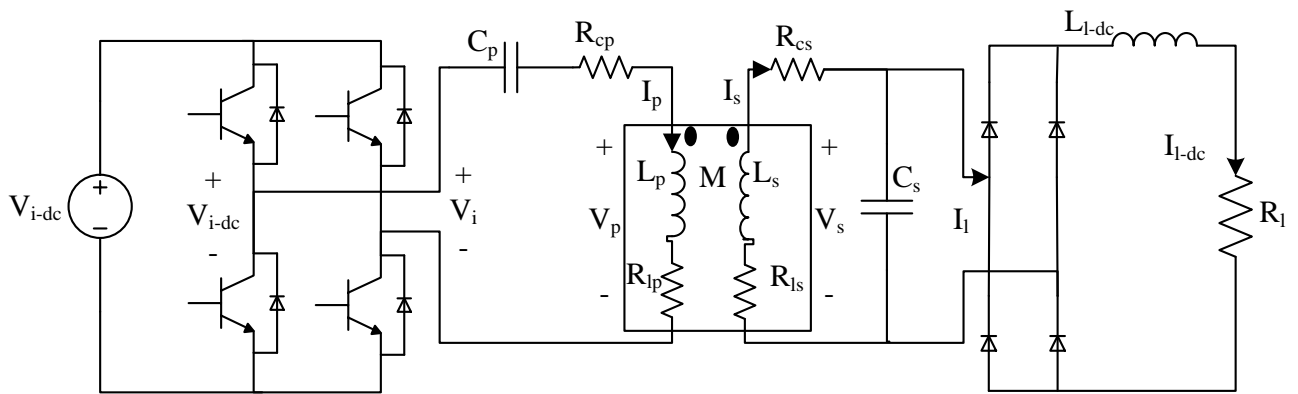 L_l-dc
C_p
R_cp
R_cs
I_p
I_s
+
-
V_i-dc
+
V_i-dc
-
+
V_i
-
+
V_p
-
L_p
M
L_s
R_lp
R_ls
+
V_s
-
C_s
I_l
I_l-dc
R_l